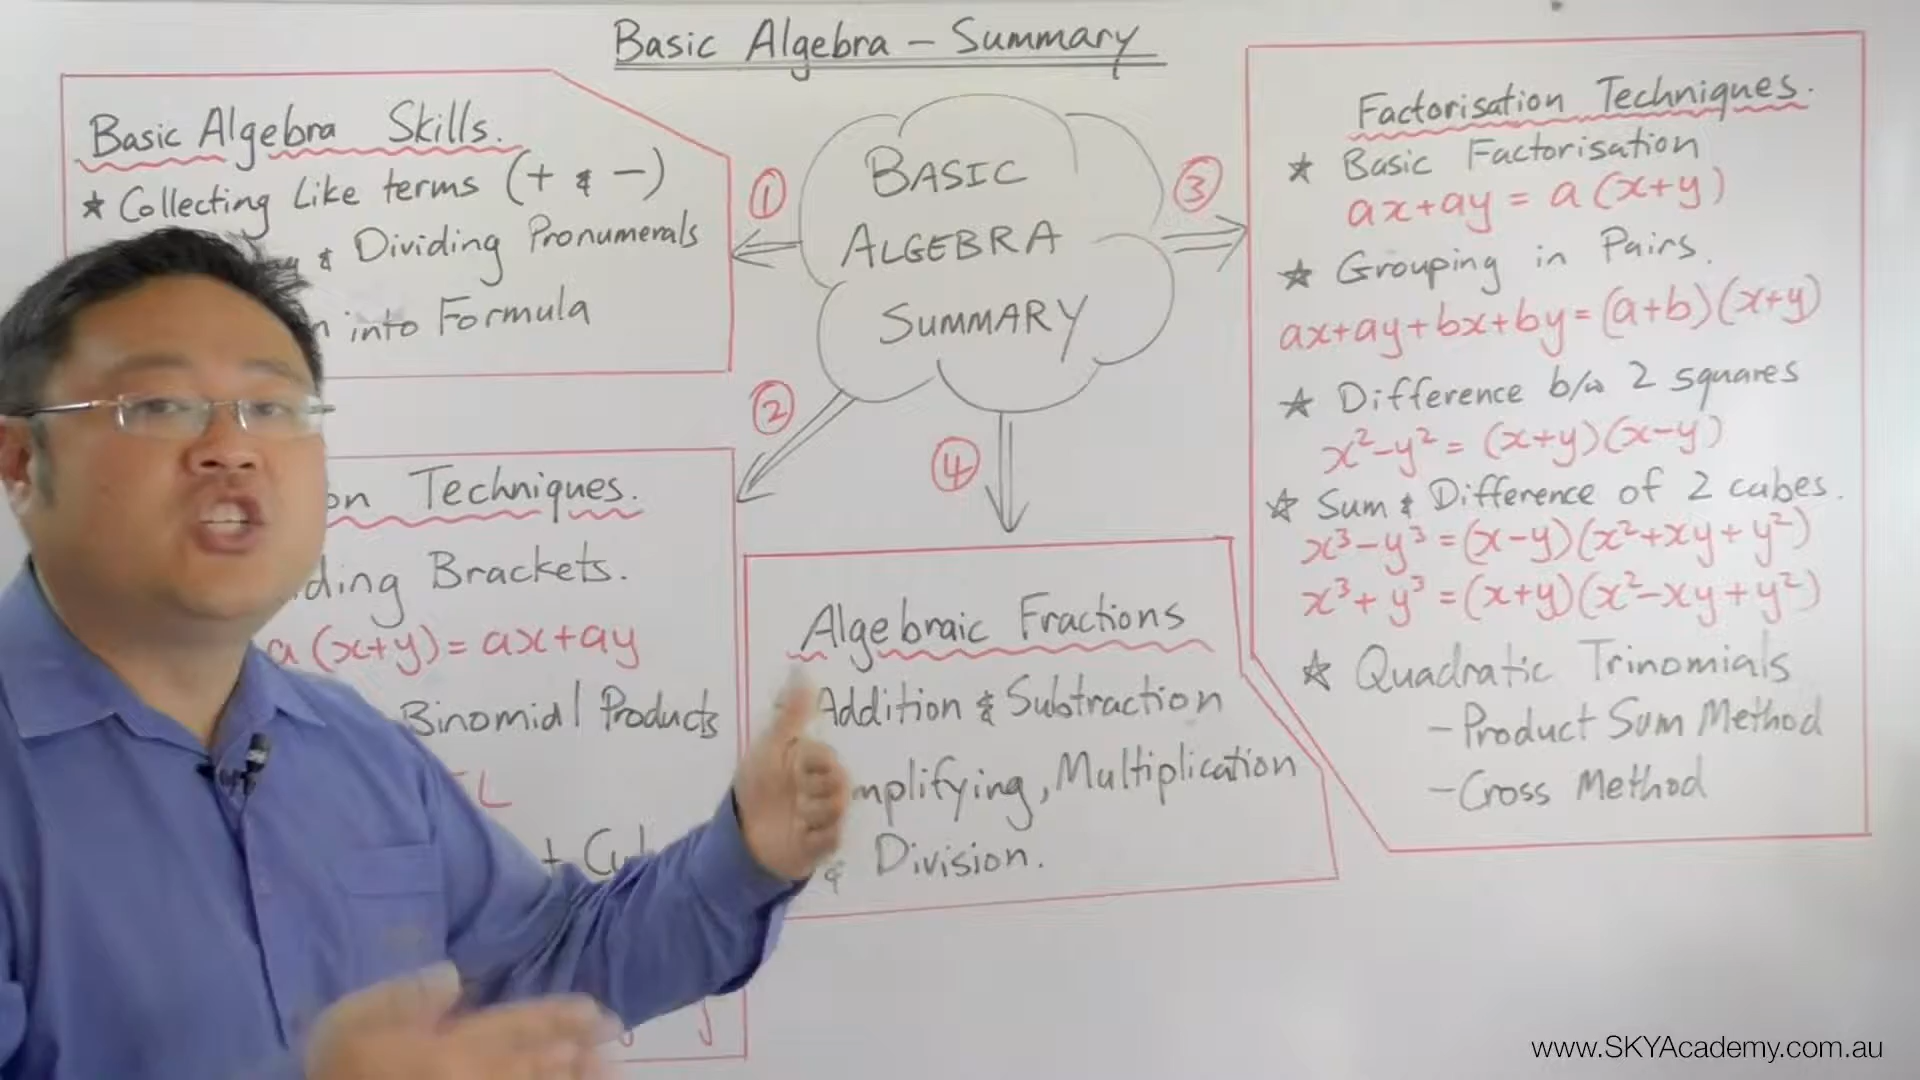 Basic Algebra - Summary
Basic Algebra Skills.
★ Collecting Like terms (+ & -)
& Dividing Pronumerals
into Formula
①
②
③
④
BASIC
ALGEBRA
SUMMARY
Techniques.
Brackets.
a(x+y) = ax+ay
Binomial Products
Algebraic Fractions
Addition & Subtraction
, Multiplication
& Division.
Factorisation Techniques.
★ Basic Factorisation
ax+ay = a(x+y)
★ Grouping in Pairs.
ax+ay+bx+by=(a+b)(x+y)
★ Difference b/w 2 squares
x²-y² = (x+y)(x-y)
★ Sum & Difference of 2 cubes.
x³-y³=(x-y)(x²+xy+y²)
x³+y³=(x+y)(x²-xy+y²)
★ Quadratic Trinomials
- Product Sum Method
- Cross Method
www.SKYAcademy.com.au